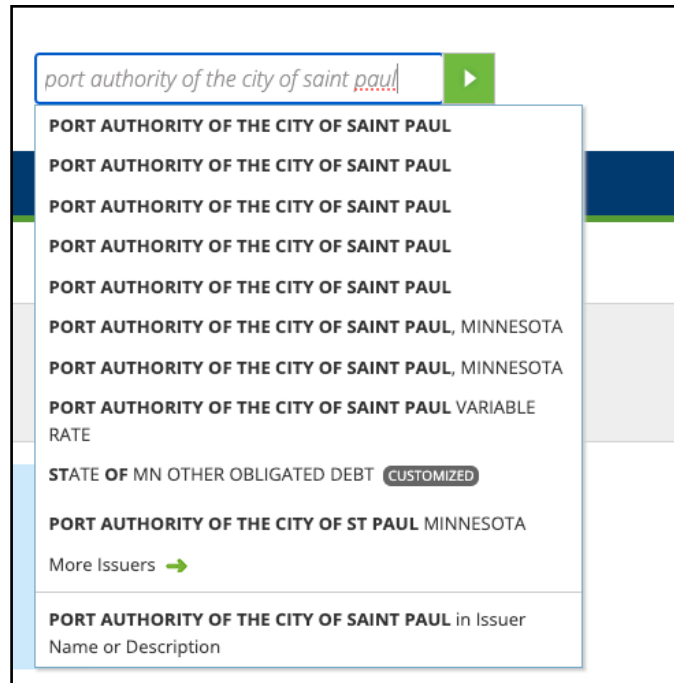 port authority of the city of saint paul
PORT AUTHORITY OF THE CITY OF SAINT PAUL
PORT AUTHORITY OF THE CITY OF SAINT PAUL
PORT AUTHORITY OF THE CITY OF SAINT PAUL
PORT AUTHORITY OF THE CITY OF SAINT PAUL
PORT AUTHORITY OF THE CITY OF SAINT PAUL
PORT AUTHORITY OF THE CITY OF SAINT PAUL, MINNESOTA
PORT AUTHORITY OF THE CITY OF SAINT PAUL, MINNESOTA
PORT AUTHORITY OF THE CITY OF SAINT PAUL VARIABLE
RATE
STATE OF MN OTHER OBLIGATED DEBT CUSTOMIZED
PORT AUTHORITY OF THE CITY OF ST PAUL MINNESOTA
More Issuers
PORT AUTHORITY OF THE CITY OF SAINT PAUL in Issuer
Name or Description